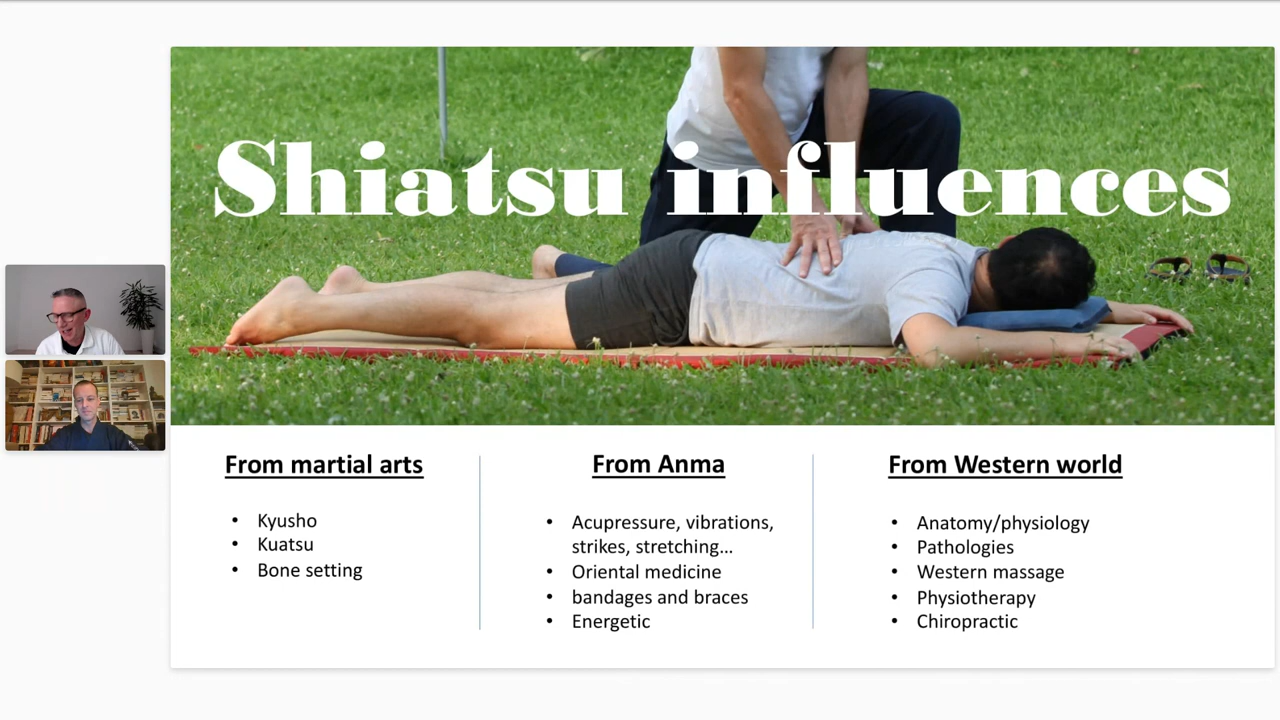 Shiatsu influences
From martial arts
• Kyusho
• Kuatsu
• Bone setting
From Anma
• Acupressure, vibrations,
strikes, stretching...
• Oriental medicine
• bandages and braces
• Energetic
From Western world
• Anatomy/physiology
• Pathologies
• Western massage
• Physiotherapy
• Chiropractic